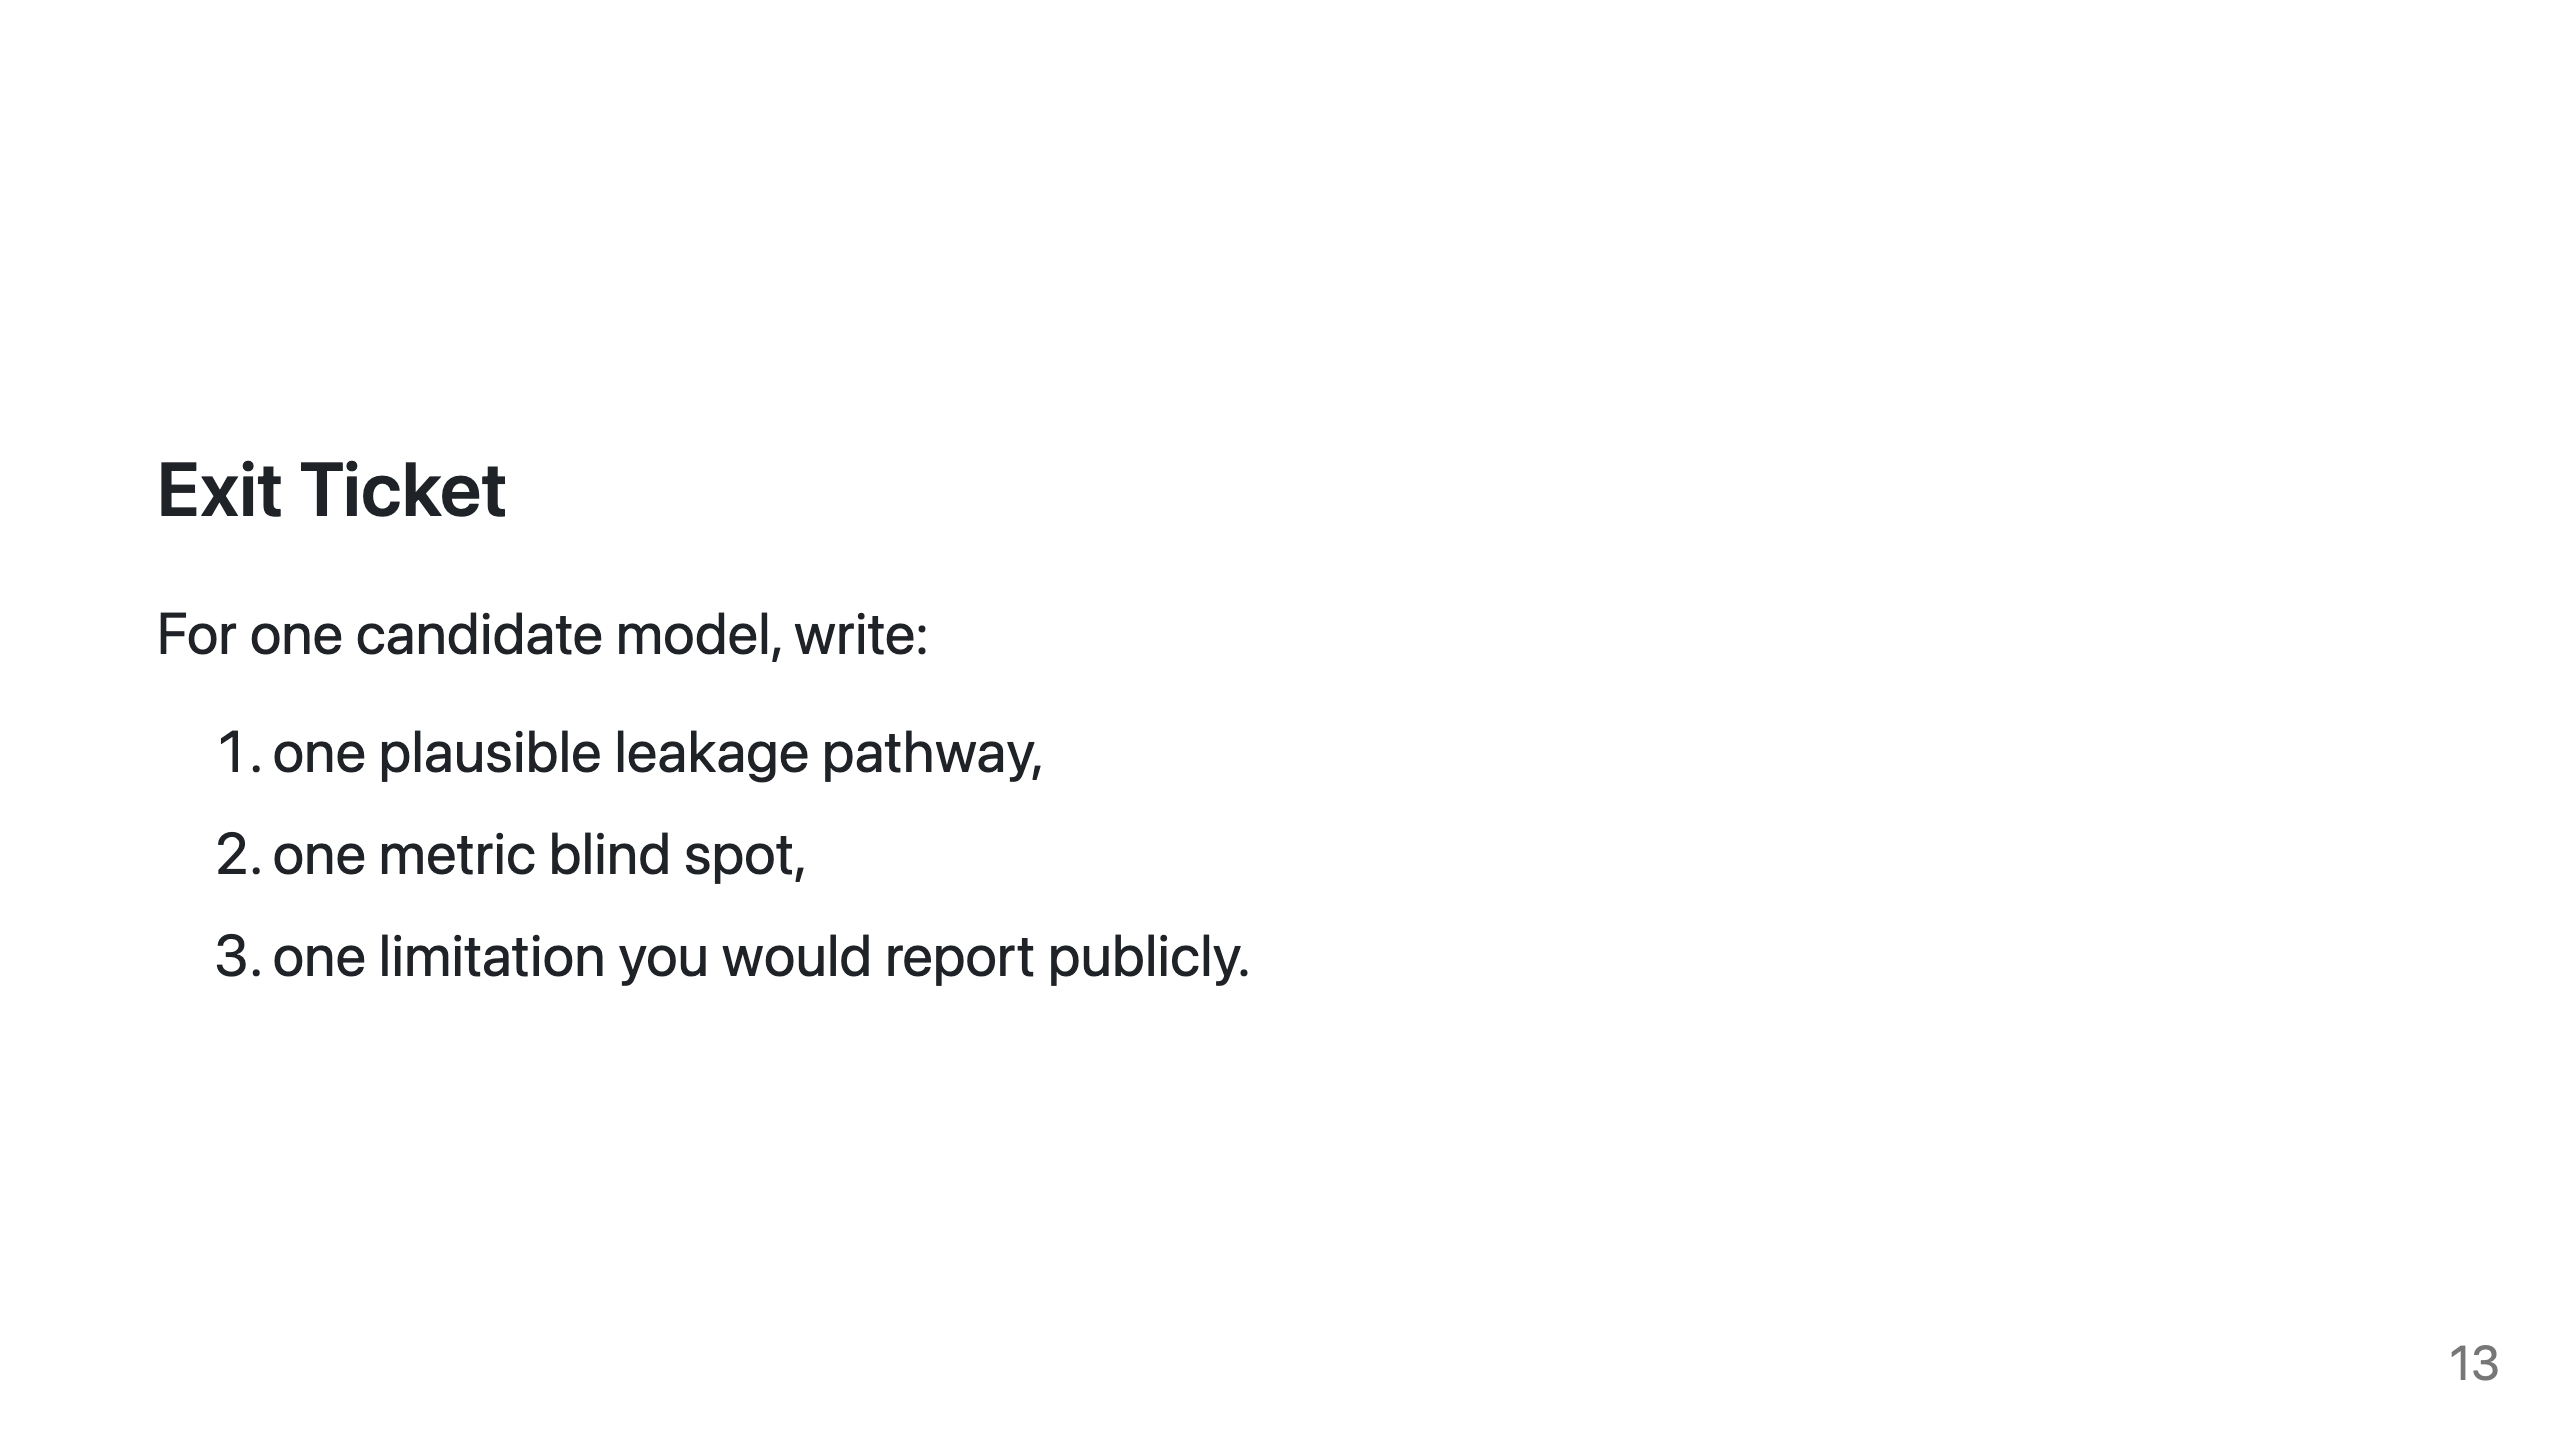 Exit Ticket
For one candidate model, write:
1. one plausible leakage pathway,
2. one metric blind spot,
3. one limitation you would report publicly.
13